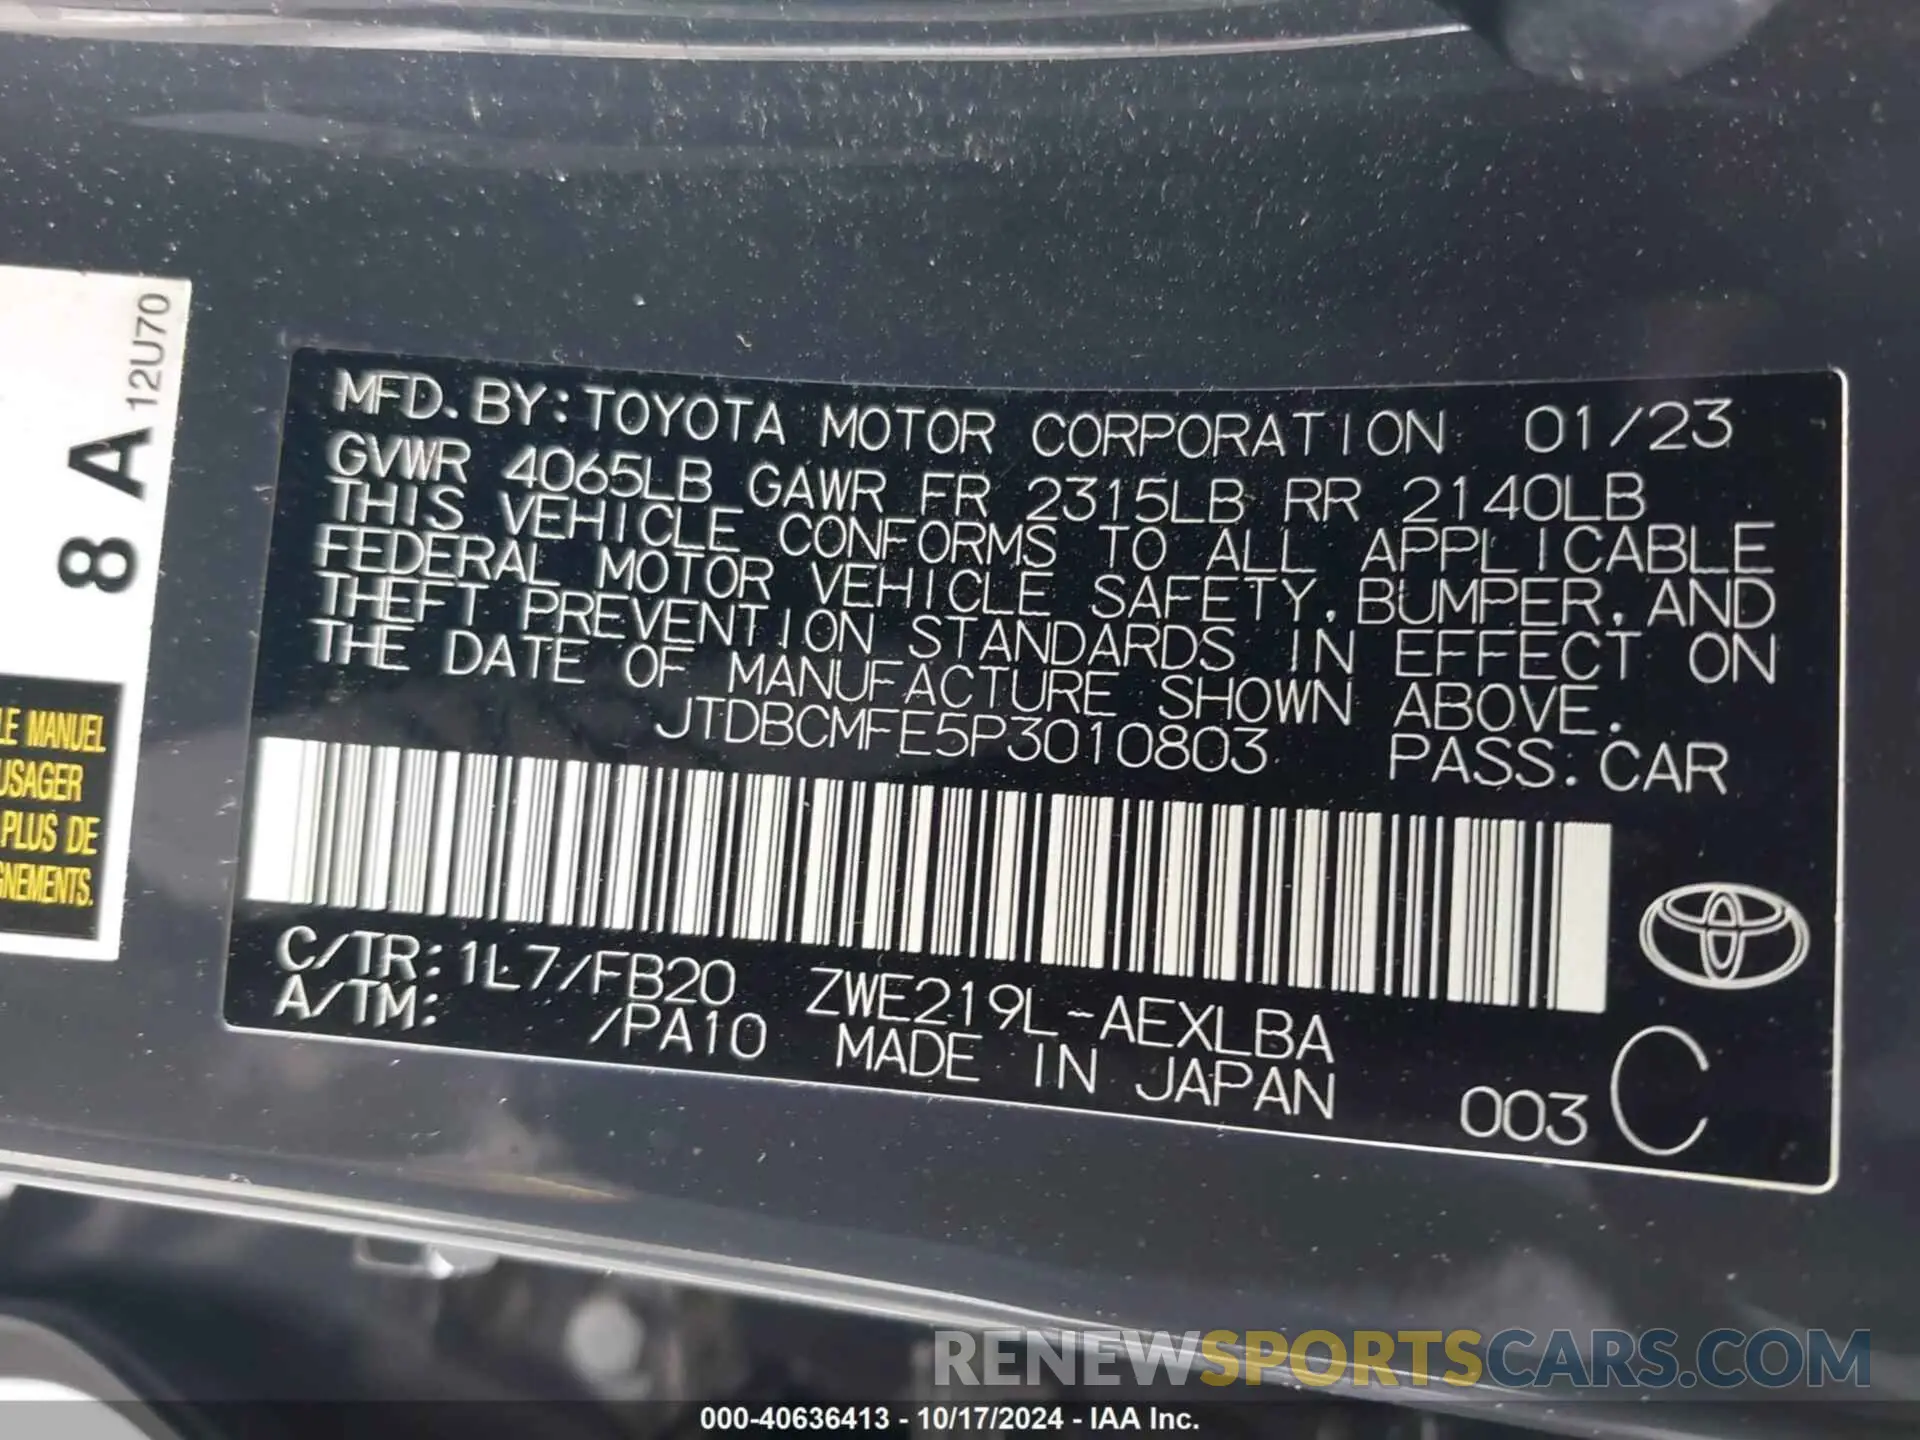 12U70
8 A
LE MANUEL
USAGER
PLUS DE
GNEMENTS.
MFD. BY: TOYOTA MOTOR CORPORATION 01/23
GVWR 4065LB GAWR FR 2315LB RR 2140LB
THIS VEHICLE CONFORMS TO ALL APPLICABLE
FEDERAL MOTOR VEHICLE SAFETY, BUMPER, AND
THEFT PREVENTION STANDARDS IN EFFECT ON
THE DATE OF MANUFACTURE SHOWN ABOVE.
JTDBCMFE5P3010803 PASS. CAR
C/TR: 1L7/FB20 ZWE219L-AEXLBA
A/TM: /PA10 MADE IN JAPAN
003 C
RENEWSPORTSCARS.COM
000-40636413 - 10/17/2024 - IAA Inc.